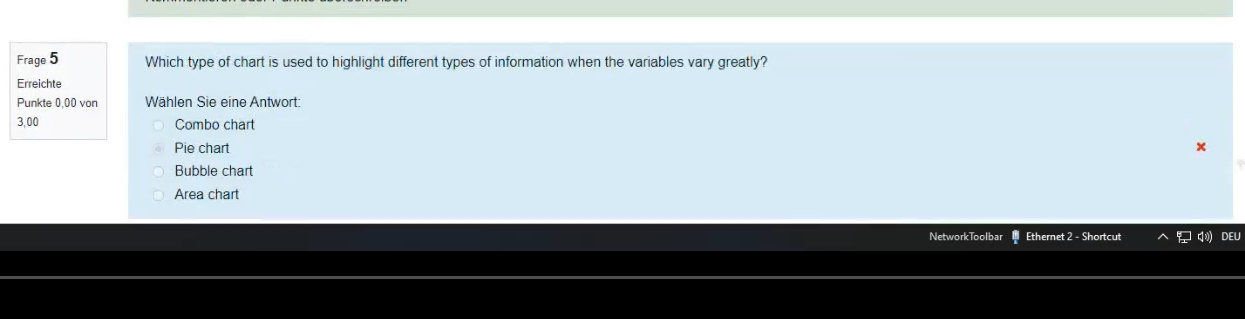 Frage 5
Erreichte
Punkte 0,00 von
3,00
Which type of chart is used to highlight different types of information when the variables vary greatly?
Wählen Sie eine Antwort:
Combo chart
Pie chart
Bubble chart
Area chart
NetworkToolbar Ethernet 2 - Shortcut DEU